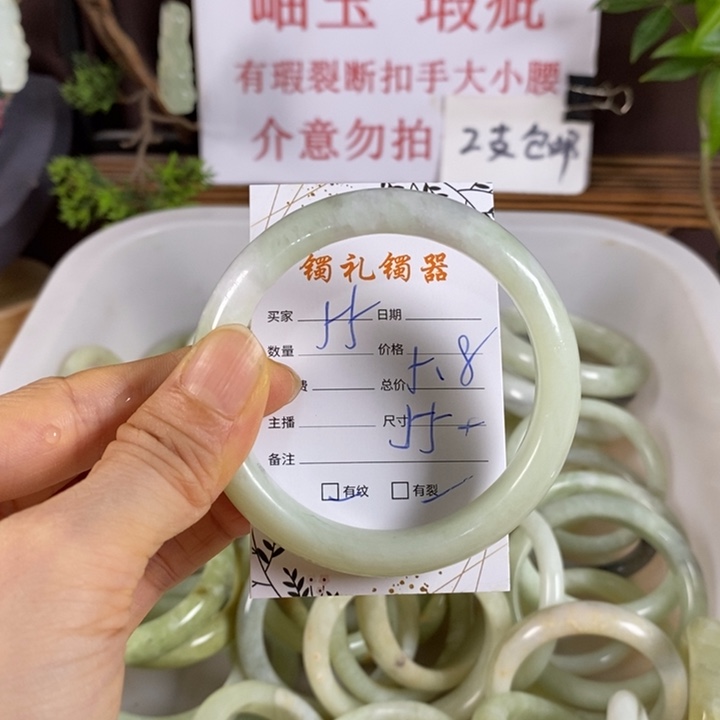 岫玉 瑕疵
有瑕裂断扣手大小腰
介意勿拍
2支包邮
镯礼镯器
买家 日期
数量 价格
费 总价
主播 尺寸
备注
有纹 有裂